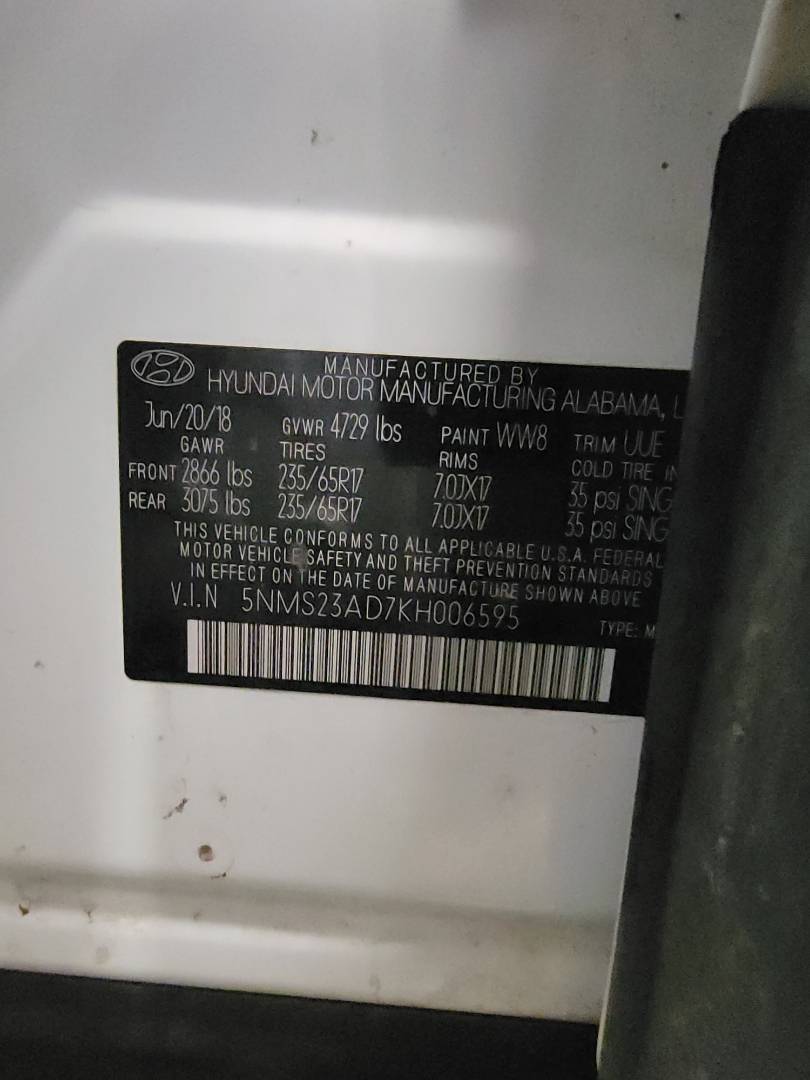 MANUFACTURED BY
HYUNDAI MOTOR MANUFACTURING ALABAMA, L
Jun/20/18 GVWR 4729 lbs PAINT WW8 TRIM UUE
GAWR TIRES RIMS COLD TIRE IN
FRONT 2866 lbs 235/65R17 7.0JX17 35 psi SING
REAR 3075 lbs 235/65R17 7.0JX17 35 psi SING
THIS VEHICLE CONFORMS TO ALL APPLICABLE U.S.A. FEDERAL
MOTOR VEHICLE SAFETY AND THEFT PREVENTION STANDARDS
IN EFFECT ON THE DATE OF MANUFACTURE SHOWN ABOVE
V.I.N 5NMS23AD7KH006595
TYPE: M